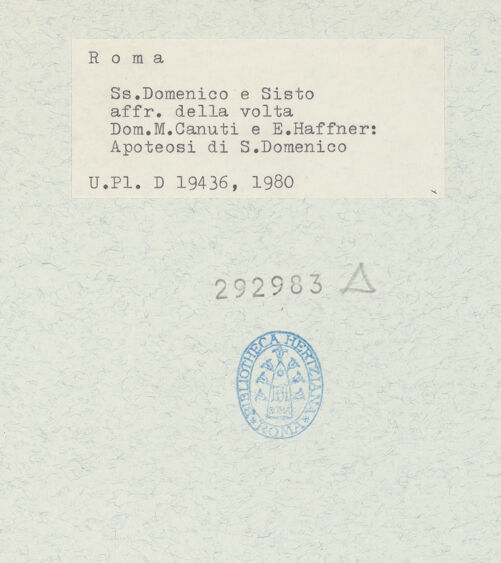 Roma
Ss.Domenico e Sisto
affr. della volta
Dom.M.Canuti e E.Haffner:
Apoteosi di S.Domenico
U.Pl. D 19436, 1980
292983
BIBLIOTHECA HERTZIANA
ROMA